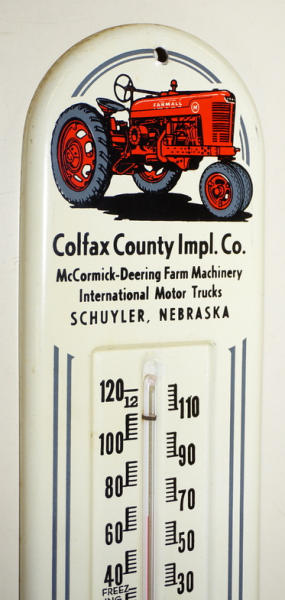 FARMALL
M
Colfax County Impl. Co.
McCormick-Deering Farm Machinery
International Motor Trucks
SCHUYLER, NEBRASKA
120
12
110
100
90
80
70
60
50
40
30
FREEZ
ING